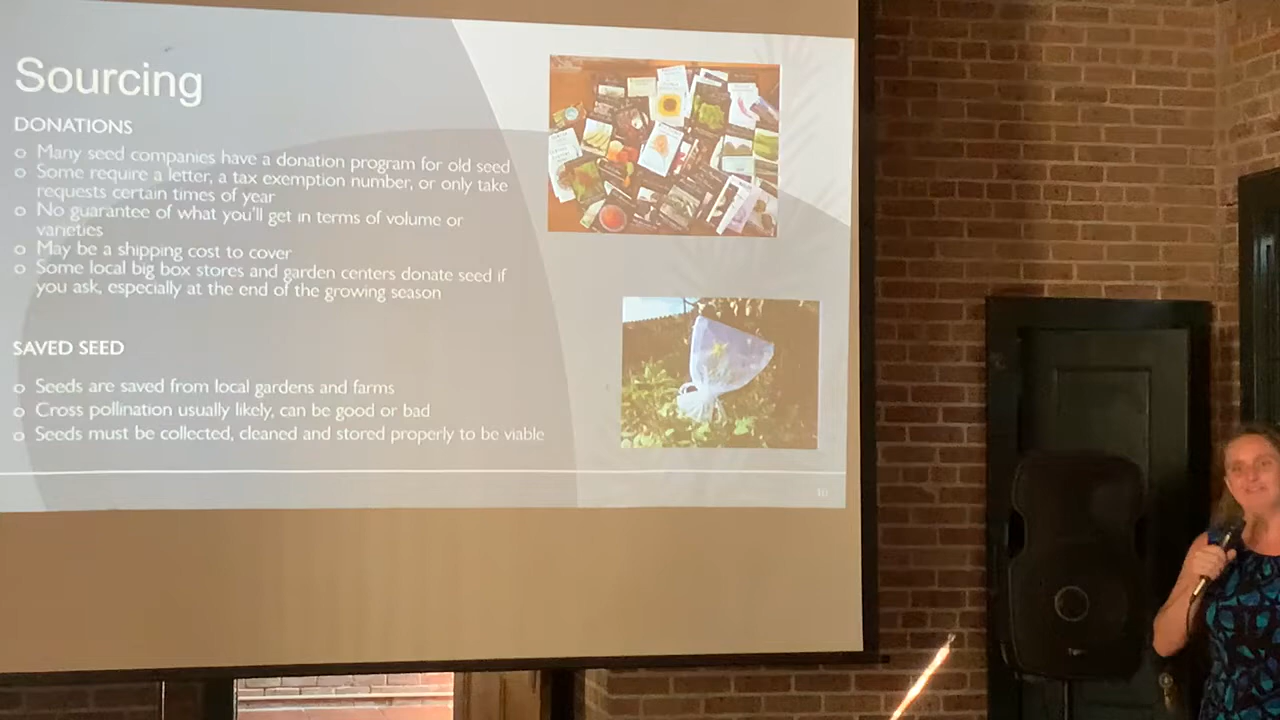 Sourcing
DONATIONS
o Many seed companies have a donation program for old seed
o Some require a letter, a tax exemption number, or only take
requests certain times of year
o No guarantee of what you'll get in terms of volume or
varieties
o May be a shipping cost to cover
o Some local big box stores and garden centers donate seed if
you ask, especially at the end of the growing season
SAVED SEED
o Seeds are saved from local gardens and farms
o Cross pollination usually likely, can be good or bad
o Seeds must be collected, cleaned and stored properly to be viable